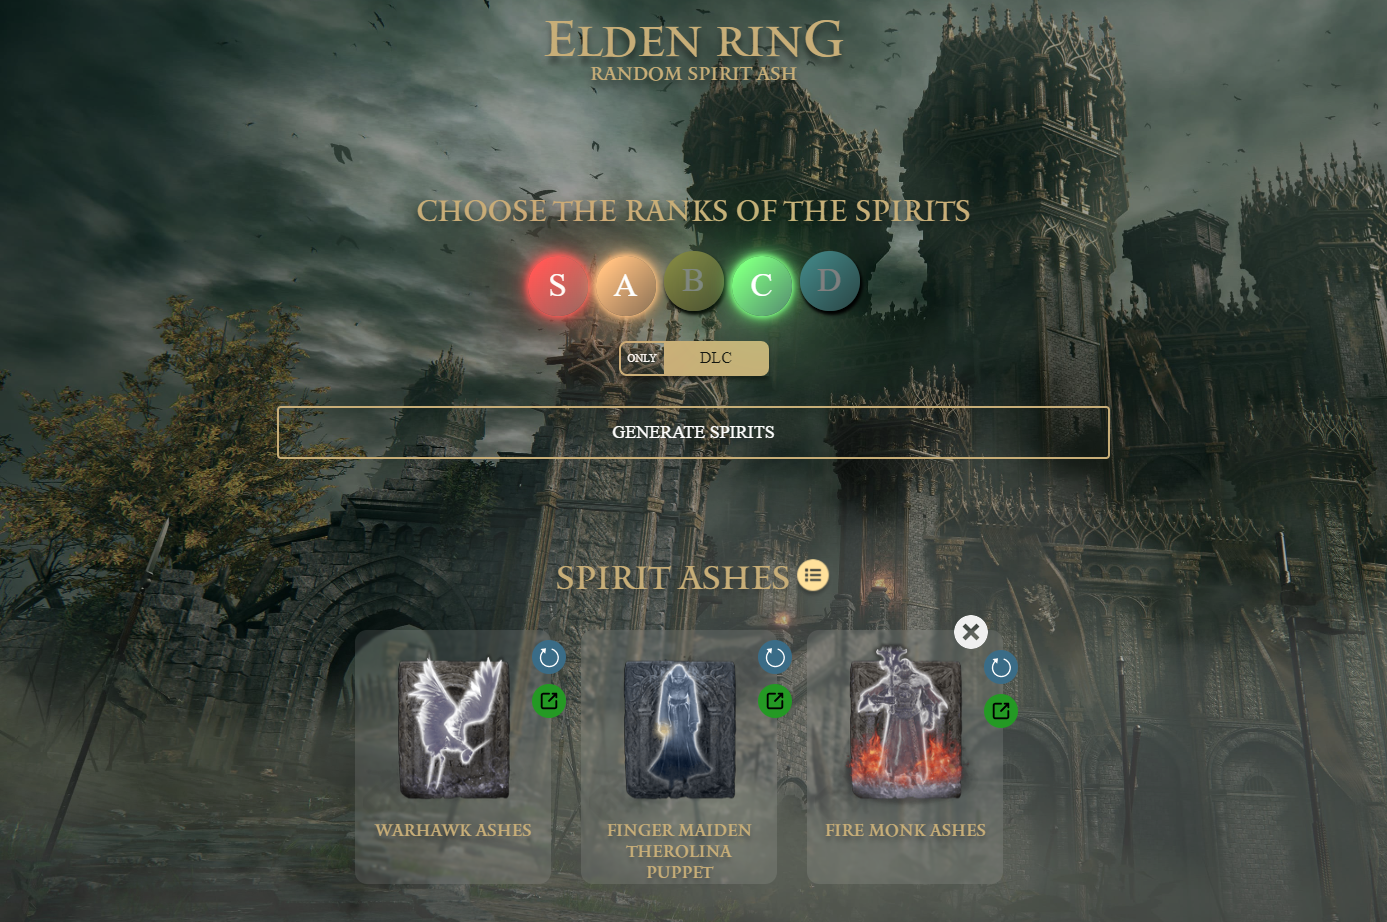 ELDEN RING
RANDOM SPIRIT ASH
CHOOSE THE RANKS OF THE SPIRITS
S A B C D
ONLY DLC
GENERATE SPIRITS
SPIRIT ASHES
WARHAWK ASHES
FINGER MAIDEN
THEROLINA
PUPPET
FIRE MONK ASHES